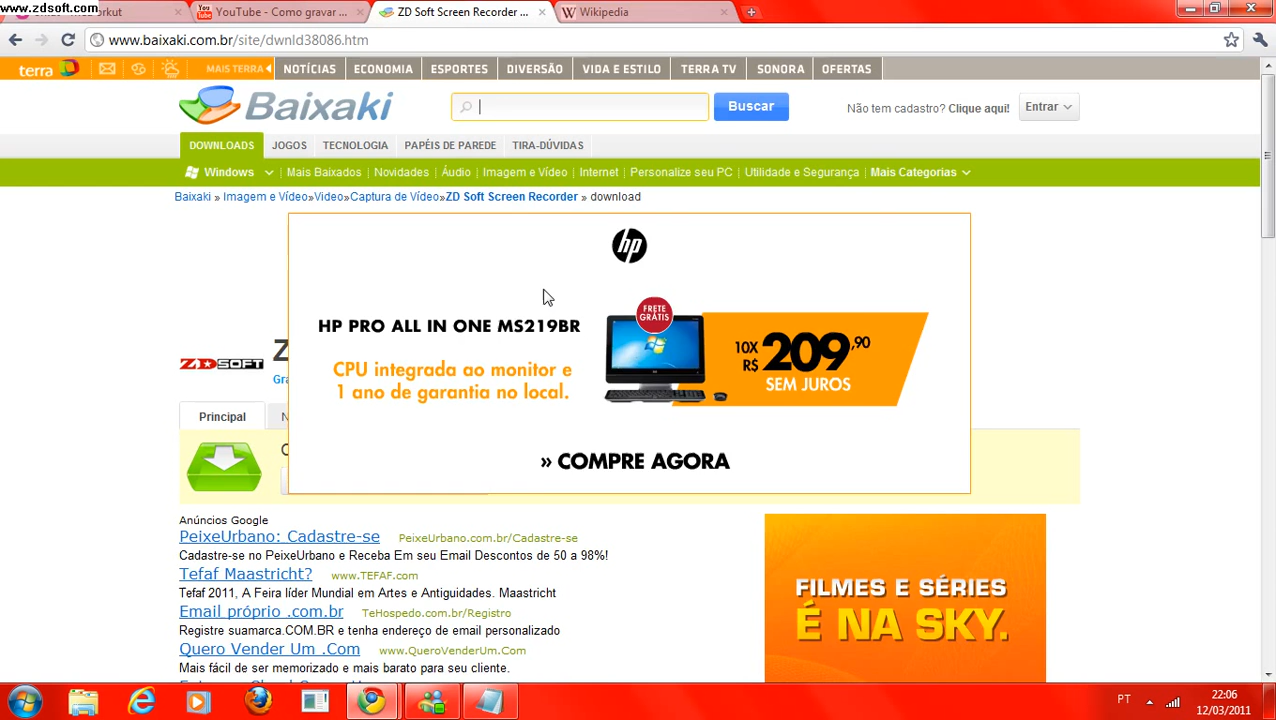 www.zdsoft.com
orkut
YouTube - Como gravar ...
ZD Soft Screen Recorder ...
Wikipedia
www.baixaki.com.br/site/dwnld38086.htm
terra MAIS TERRA NOTÍCIAS ECONOMIA ESPORTES DIVERSÃO VIDA E ESTILO TERRA TV SONORA OFERTAS
Baixaki
Buscar
Não tem cadastro? Clique aqui!
Entrar
DOWNLOADS JOGOS TECNOLOGIA PAPÉIS DE PAREDE TIRA-DÚVIDAS
Windows Mais Baixados Novidades Áudio Imagem e Vídeo Internet Personalize seu PC Utilidade e Segurança Mais Categorias
Baixaki » Imagem e Vídeo»Video»Captura de Vídeo»ZD Soft Screen Recorder » download
hp
HP PRO ALL IN ONE MS219BR
CPU integrada ao monitor e
1 ano de garantia no local.
FRETE
GRÁTIS
10X
R$ 209,90
SEM JUROS
» COMPRE AGORA
ZDSOFT
Z
Gra
Principal
N
Anúncios Google
PeixeUrbano: Cadastre-se PeixeUrbano.com.br/Cadastre-se
Cadastre-se no PeixeUrbano e Receba Em seu Email Descontos de 50 a 98%!
Tefaf Maastricht? www.TEFAF.com
Tefaf 2011, A Feira líder Mundial em Artes e Antiguidades. Maastricht
Email próprio .com.br TeHospedo.com.br/Registro
Registre suamarca.COM.BR e tenha endereço de email personalizado
Quero Vender Um .Com www.QueroVenderUm.Com
Mais fácil de ser memorizado e mais barato para seu cliente.
FILMES E SÉRIES
É NA SKY.
PT
22:06
12/03/2011